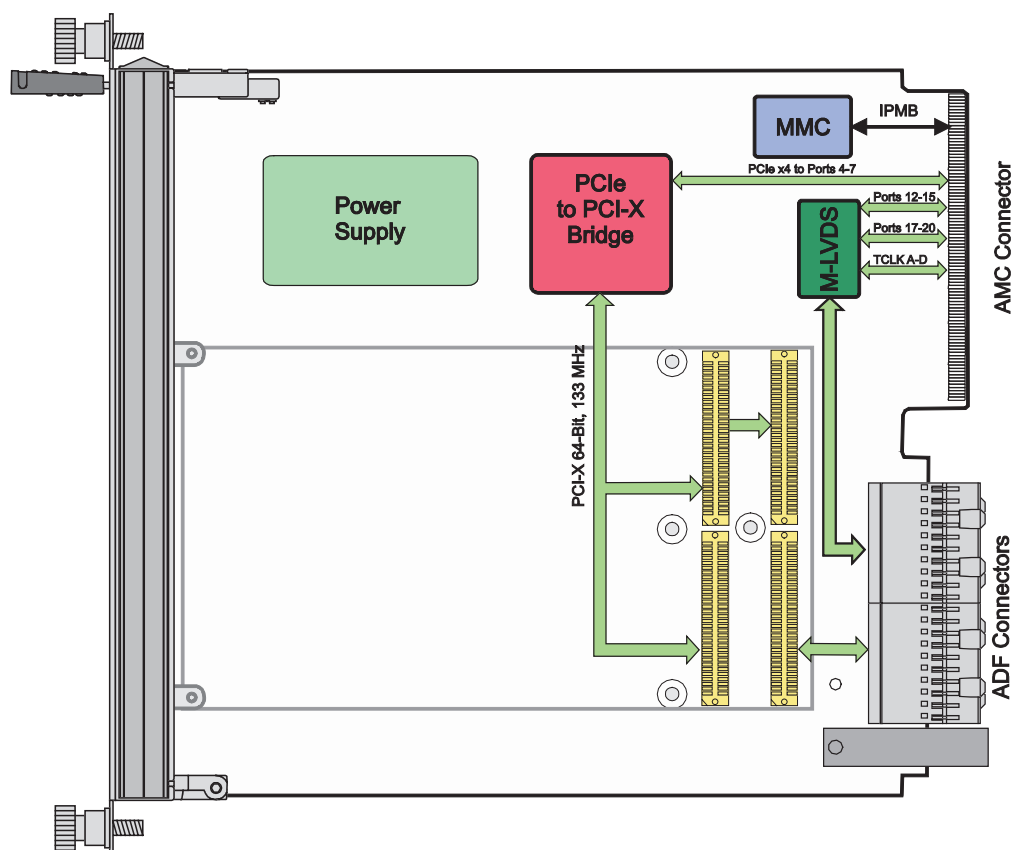 IPMB
MMC
PCIe x4 to Ports 4-7
PCIe
to PCI-X
Bridge
Power
Supply
Ports 12-15
Ports 17-20
TCLK A-D
M-LVDS
AMC Connector
PCI-X 64-Bit, 133 MHz
ADF Connectors